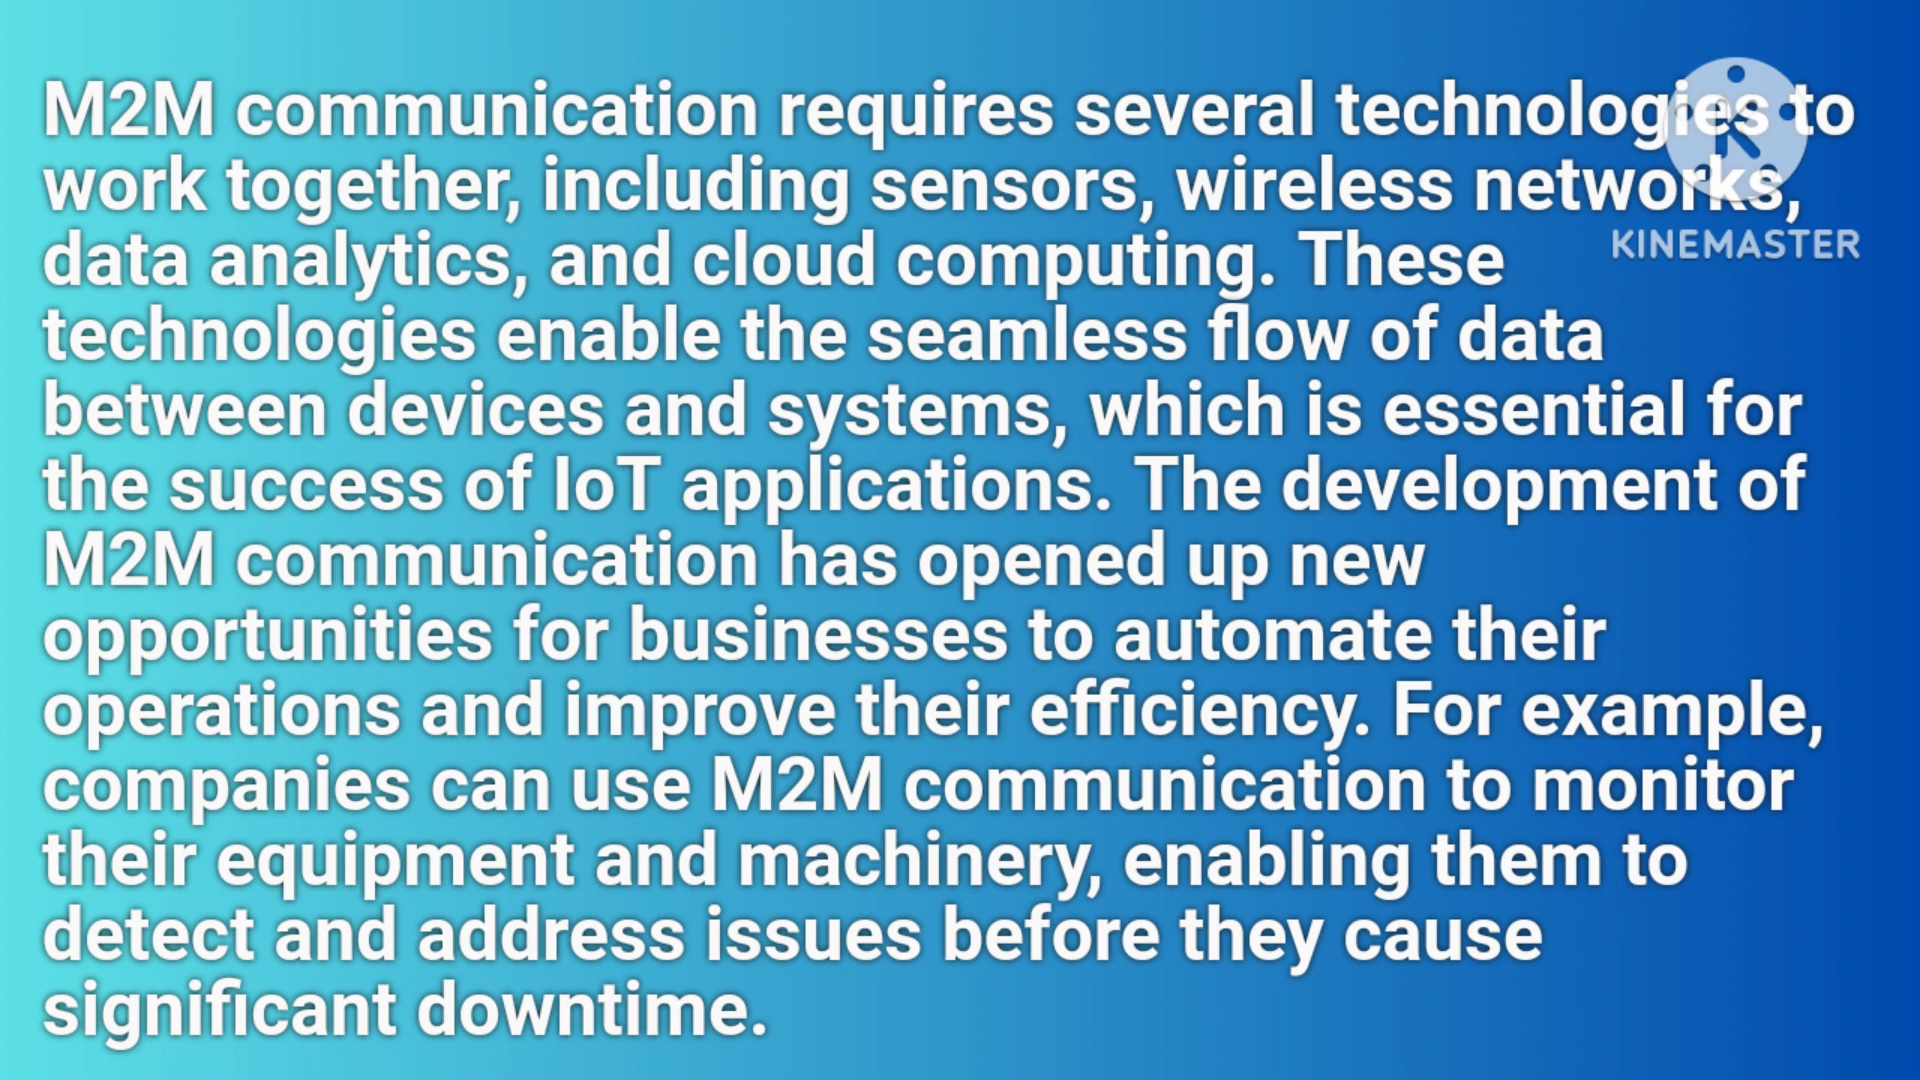 M2M communication requires several technologies to
work together, including sensors, wireless networks,
data analytics, and cloud computing. These
KINEMASTER
technologies enable the seamless flow of data
between devices and systems, which is essential for
the success of IoT applications. The development of
M2M communication has opened up new
opportunities for businesses to automate their
operations and improve their efficiency. For example,
companies can use M2M communication to monitor
their equipment and machinery, enabling them to
detect and address issues before they cause
significant downtime.